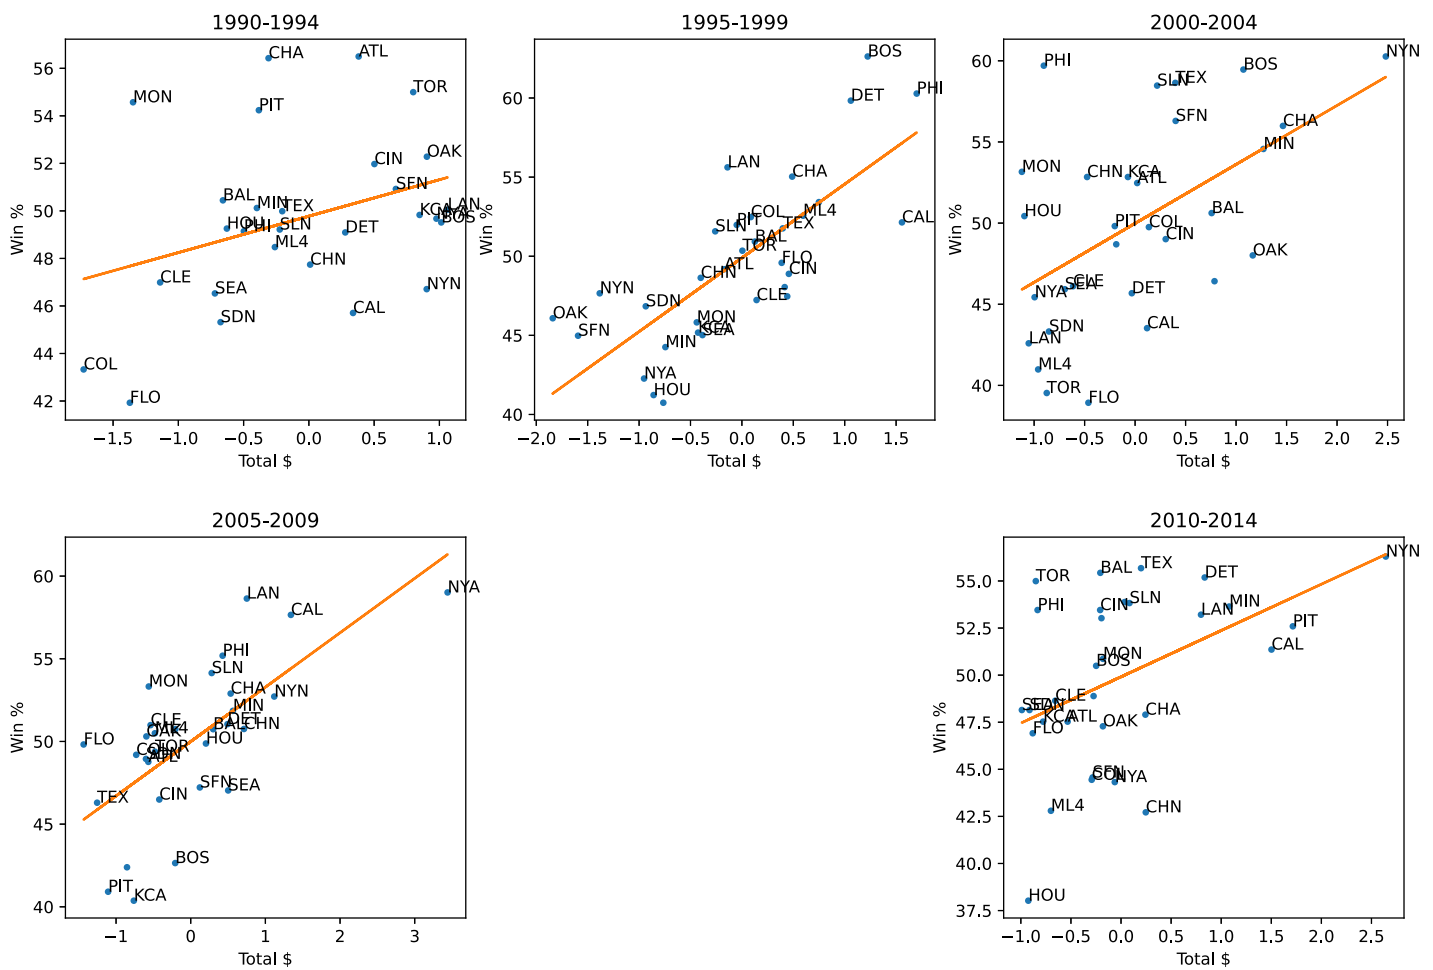 1990-1994
Win %
56
54
52
50
48
46
44
42
CHA
ATL
TOR
MON
PIT
OAK
CIN
SFN
BAL
MIN
TEX
KCA
LAN
BOS
HOU
PHI
SLN
DET
ML4
CHN
CLE
SEA
NYN
SDN
CAL
COL
FLO
−1.5
−1.0
−0.5
0.0
0.5
1.0
Total $
1995-1999
Win %
60
55
50
45
40
BOS
PHI
DET
LAN
CHA
ML4
COL
CAL
PIT
TEX
SLN
BAL
TOR
ATL
FLO
CHN
CIN
NYN
CLE
SDN
OAK
MON
SFN
KCA
SEA
MIN
NYA
HOU
−2.0
−1.5
−1.0
−0.5
0.0
0.5
1.0
1.5
Total $
2000-2004
Win %
60
55
50
45
40
NYN
PHI
BOS
SLN
TEX
SFN
CHA
MIN
MON
CHN
KCA
ATL
HOU
BAL
PIT
COL
CIN
OAK
CLE
SEA
NYA
DET
SDN
CAL
LAN
ML4
TOR
FLO
−1.0
−0.5
0.0
0.5
1.0
1.5
2.0
2.5
Total $
2005-2009
Win %
60
55
50
45
40
NYA
LAN
CAL
PHI
SLN
MON
CHA
NYN
MIN
CLE
DET
ML4
BAL
CHN
OAK
FLO
HOU
TOR
COL
ATL
SFN
SEA
TEX
CIN
BOS
PIT
KCA
−1
0
1
2
3
Total $
2010-2014
Win %
55.0
52.5
50.0
47.5
45.0
42.5
40.0
37.5
NYN
TEX
BAL
DET
TOR
SLN
MIN
PHI
CIN
LAN
PIT
CAL
MON
BOS
CLE
CHA
KCA
ATL
OAK
FLO
SFN
COL
NYA
ML4
CHN
HOU
−1.0
−0.5
0.0
0.5
1.0
1.5
2.0
2.5
Total $